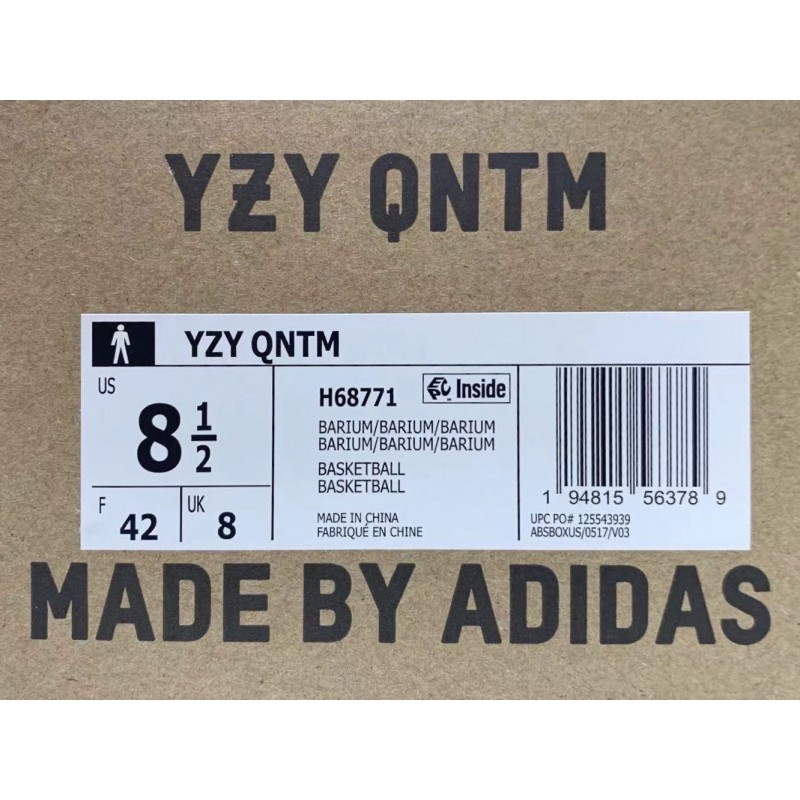 YZY QNTM
YZY QNTM
US
8 1/2
F
42
UK
8
H68771
Inside
BARIUM/BARIUM/BARIUM
BARIUM/BARIUM/BARIUM
BASKETBALL
BASKETBALL
MADE IN CHINA
FABRIQUÉ EN CHINE
1 94815 56378 9
UPC PO# 125543939
ABSBOXUS/0517/V03
MADE BY ADIDAS